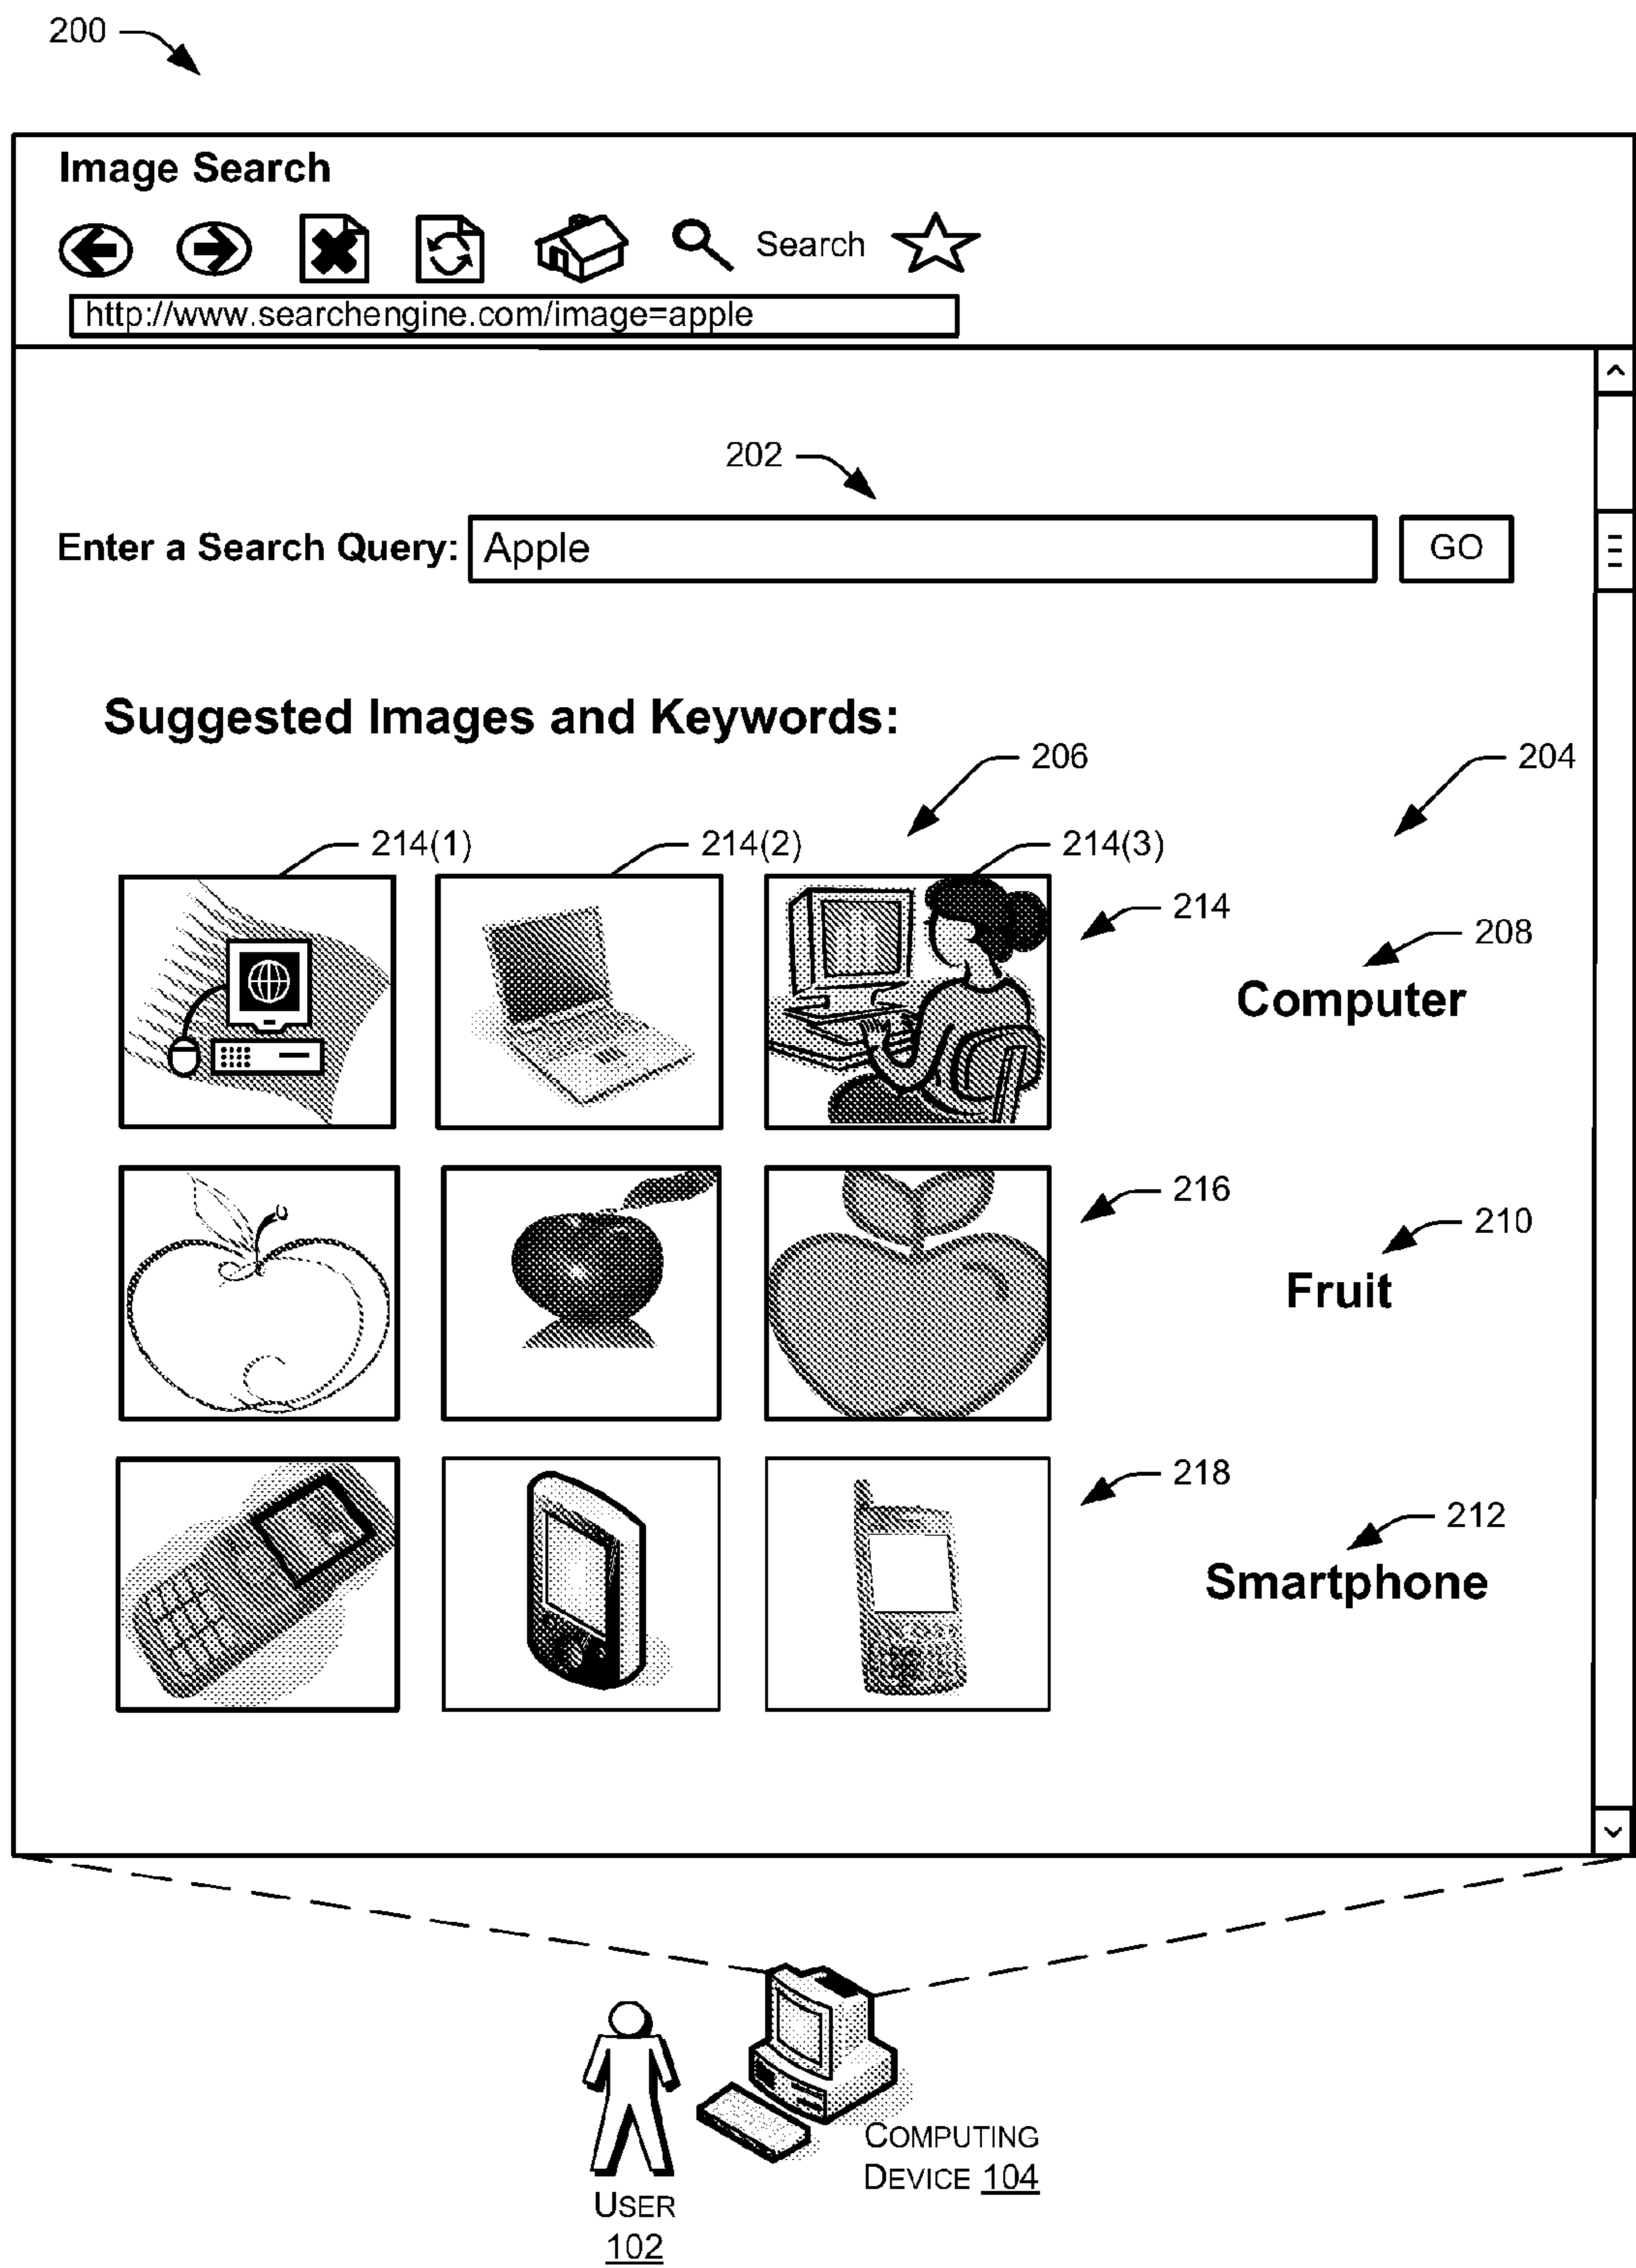 200
Image Search
Search
http://www.searchengine.com/image=apple
202
Enter a Search Query: Apple GO
Suggested Images and Keywords:
206 204
214(1) 214(2) 214(3)
214
208
Computer
216
210
Fruit
218
212
Smartphone
COMPUTING
DEVICE 104
USER
102